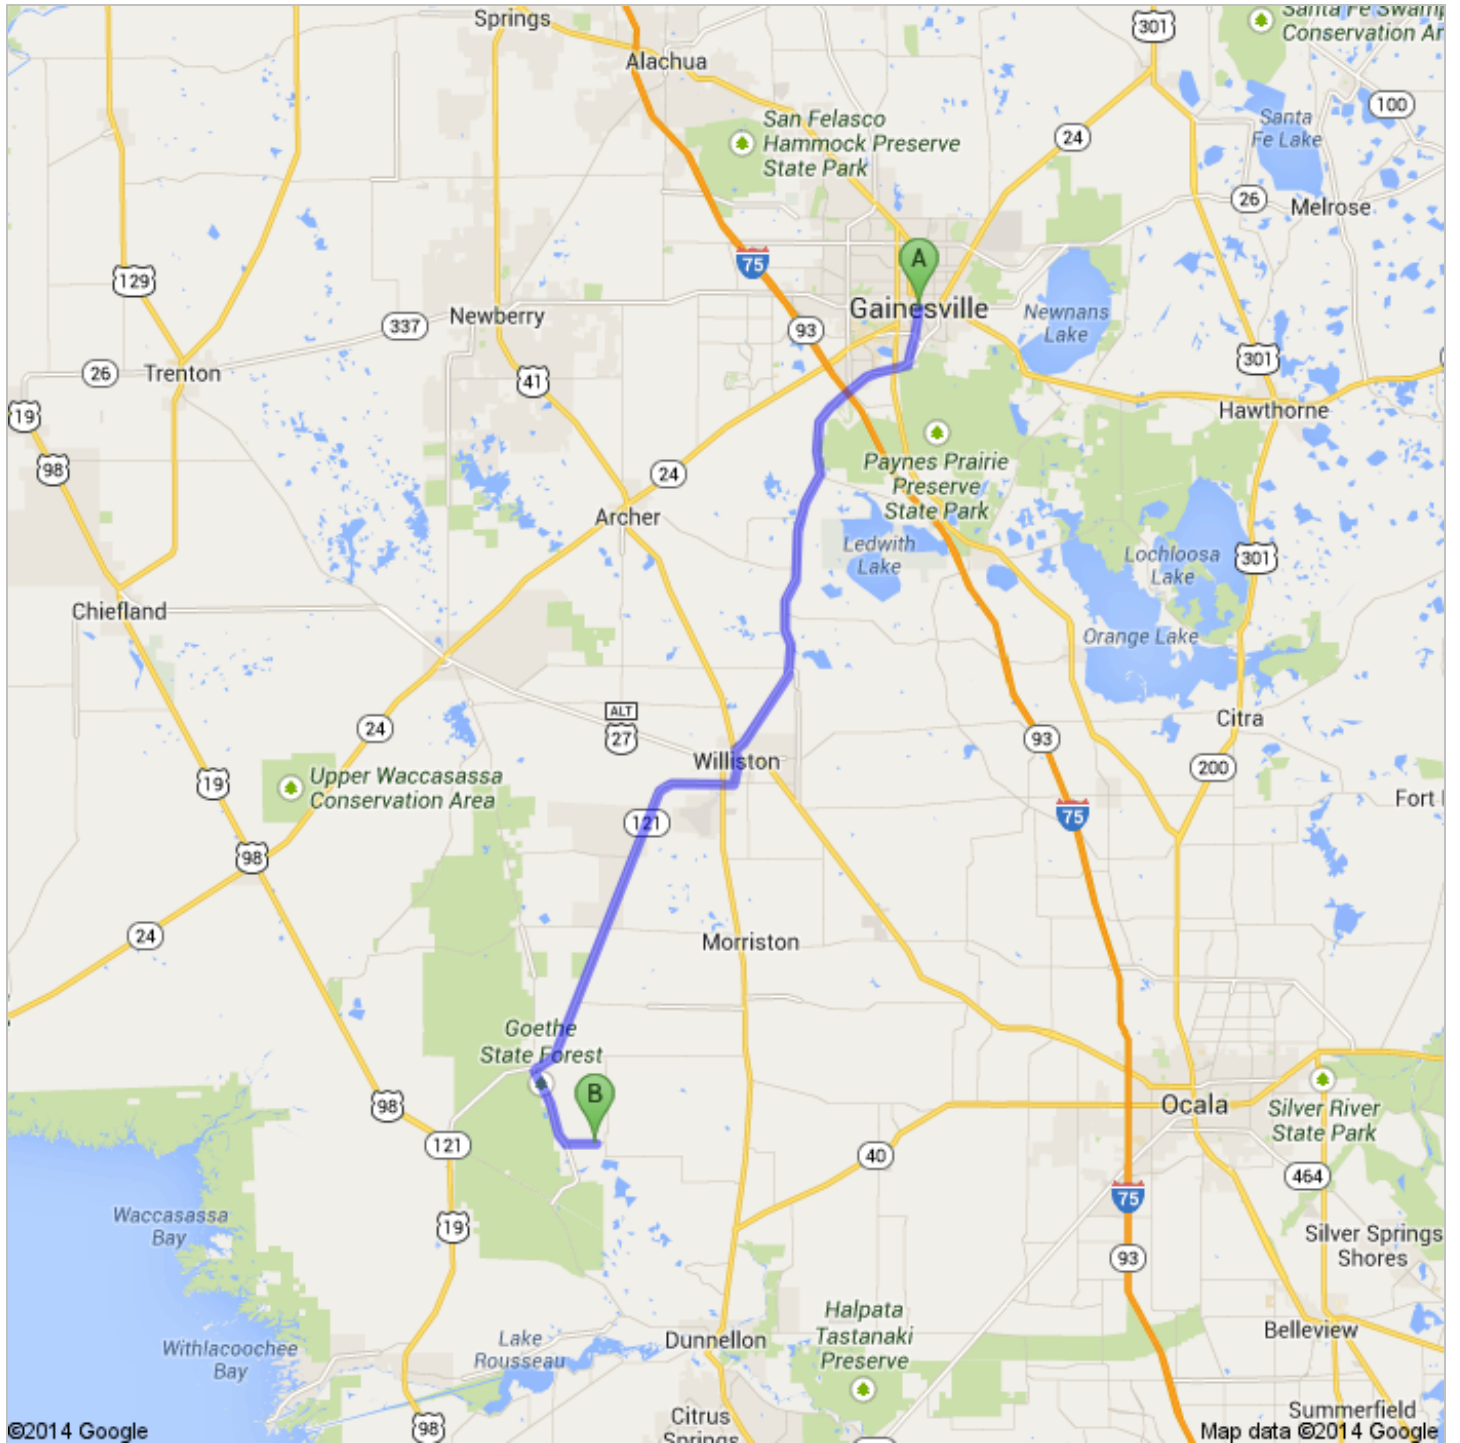 Springs
Alachua
301
Santa Fe Swamp
Conservation Ar
100
San Felasco
Hammock Preserve
State Park
24
Santa
Fe Lake
26
Melrose
129
75
A
Gainesville
Newnans
Lake
Newberry
337
93
301
26
Trenton
41
19
Hawthorne
98
24
Paynes Prairie
Preserve
State Park
Archer
Ledwith
Lake
Lochloosa
Lake
301
Chiefland
Orange Lake
ALT
27
24
Citra
93
Williston
200
19
Upper Waccasassa
Conservation Area
Fort
75
121
98
24
Morriston
Goethe
State Forest
B
98
Ocala
Silver River
State Park
121
40
464
75
Waccasassa
Bay
19
Silver Springs
Shores
93
Halpata
Tastanaki
Preserve
Withlacoochee
Bay
Lake
Rousseau
Dunnellon
Belleview
Citrus
Springs
98
Summerfield
©2014 Google
Map data ©2014 Google